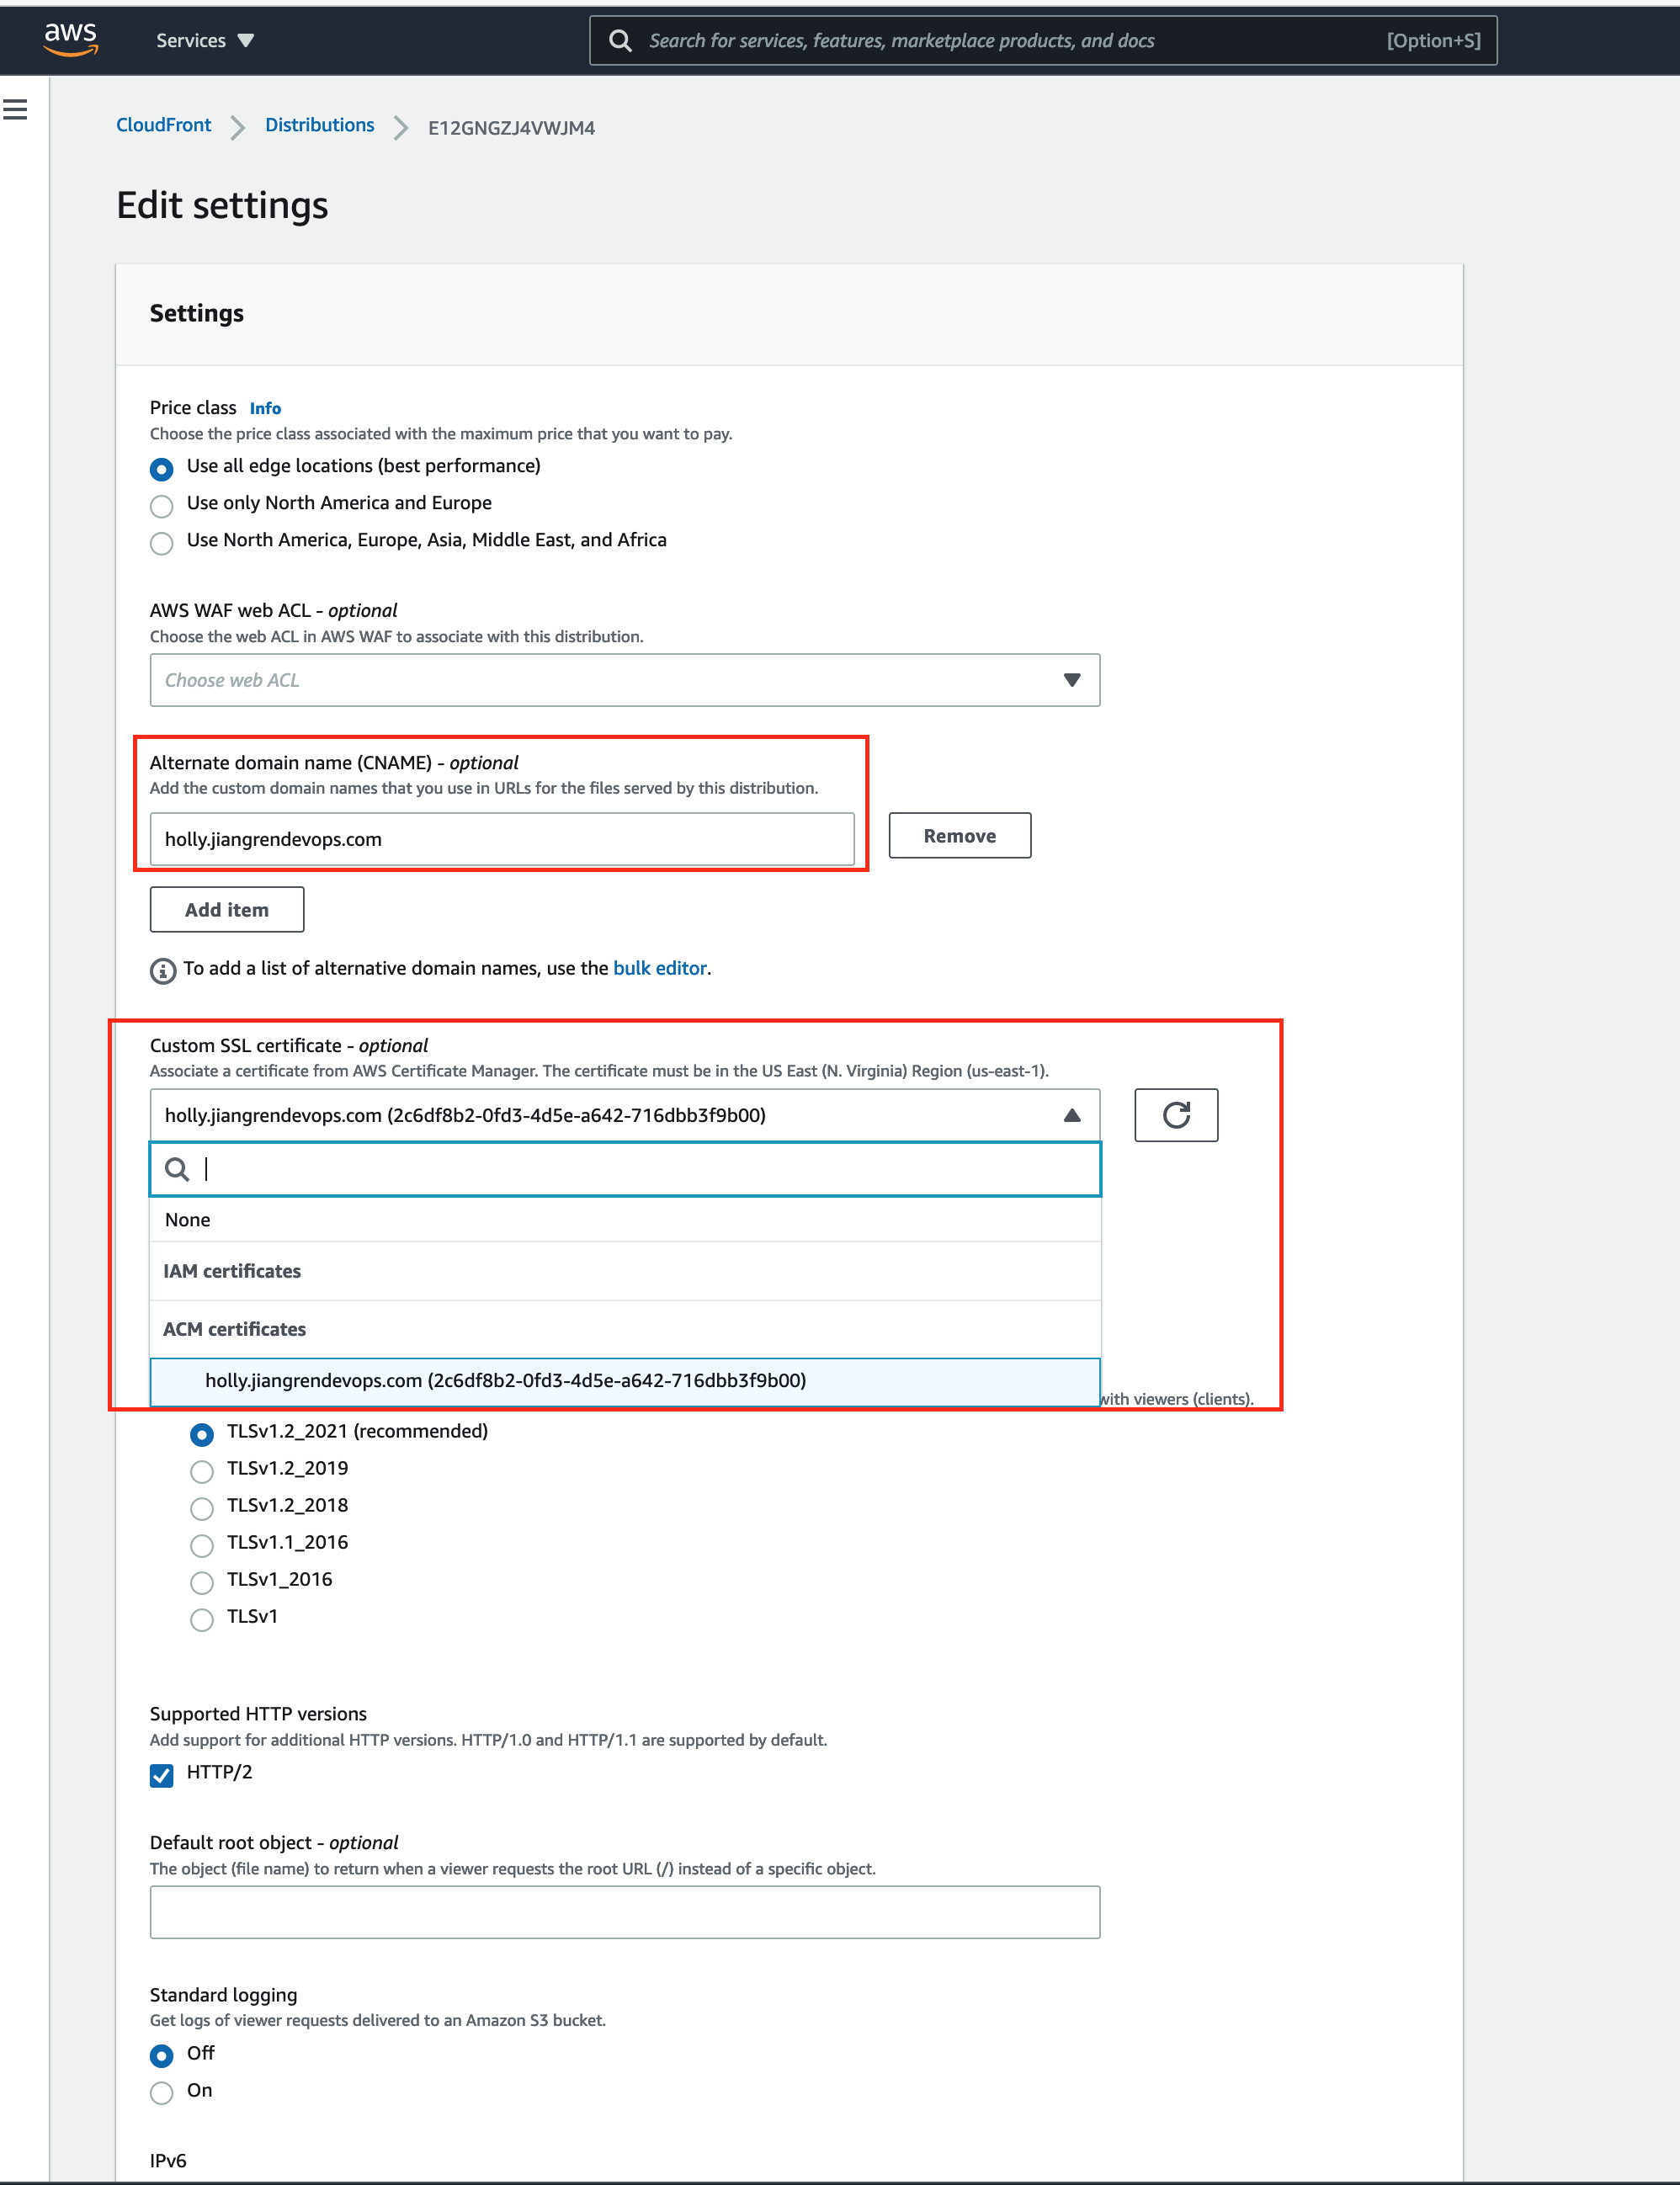 aws
Services
Search for services, features, marketplace products, and docs
[Option+S]
CloudFront
Distributions
E12GNGZJ4VWJM4
Edit settings
Settings
Price class Info
Choose the price class associated with the maximum price that you want to pay.
Use all edge locations (best performance)
Use only North America and Europe
Use North America, Europe, Asia, Middle East, and Africa
AWS WAF web ACL - optional
Choose the web ACL in AWS WAF to associate with this distribution.
Choose web ACL
Alternate domain name (CNAME) - optional
Add the custom domain names that you use in URLs for the files served by this distribution.
holly.jiangrendevops.com
Remove
Add item
To add a list of alternative domain names, use the bulk editor.
Custom SSL certificate - optional
Associate a certificate from AWS Certificate Manager. The certificate must be in the US East (N. Virginia) Region (us-east-1).
holly.jiangrendevops.com (2c6df8b2-0fd3-4d5e-a642-716dbb3f9b00)
None
IAM certificates
ACM certificates
holly.jiangrendevops.com (2c6df8b2-0fd3-4d5e-a642-716dbb3f9b00)
with viewers (clients).
TLSv1.2_2021 (recommended)
TLSv1.2_2019
TLSv1.2_2018
TLSv1.1_2016
TLSv1_2016
TLSv1
Supported HTTP versions
Add support for additional HTTP versions. HTTP/1.0 and HTTP/1.1 are supported by default.
HTTP/2
Default root object - optional
The object (file name) to return when a viewer requests the root URL (/) instead of a specific object.
Standard logging
Get logs of viewer requests delivered to an Amazon S3 bucket.
Off
On
IPv6